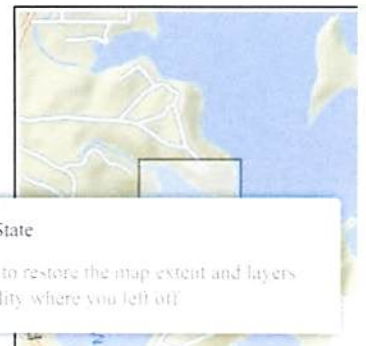 State
to restore the map extent and layers
lity where you left off